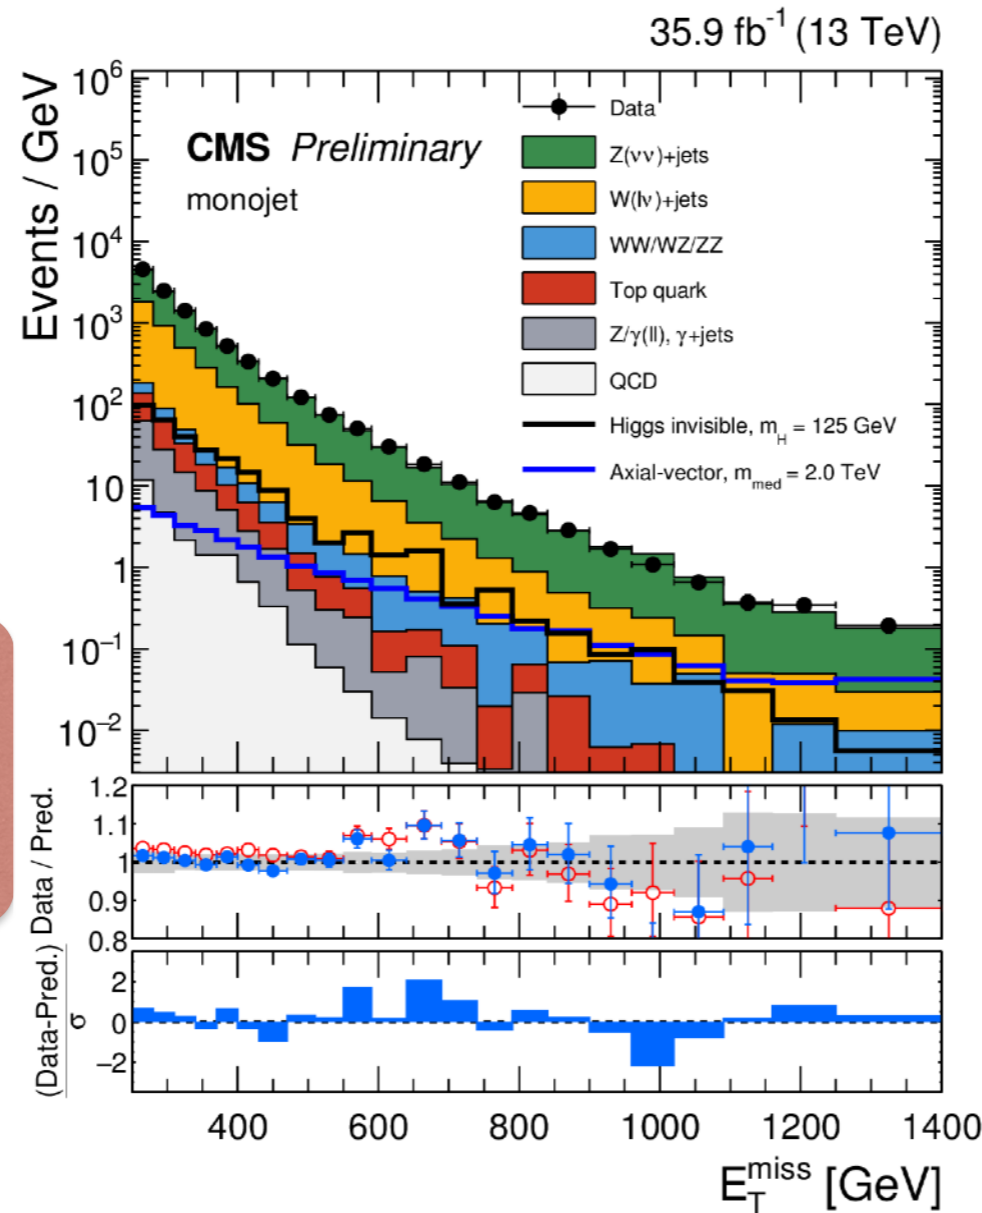 35.9 fb⁻¹ (13 TeV)
Events / GeV
10⁶
10⁵
10⁴
10³
10²
10
1
10⁻¹
10⁻²
CMS Preliminary
monojet
Data
Z(νν)+jets
W(lν)+jets
WW/WZ/ZZ
Top quark
Z/γ(ll), γ+jets
QCD
Higgs invisible, m_H = 125 GeV
Axial-vector, m_med = 2.0 TeV
Data / Pred.
1.2
1.1
1
0.9
0.8
(Data-Pred.)
σ
2
0
−2
400 600 800 1000 1200 1400
E_T^miss [GeV]